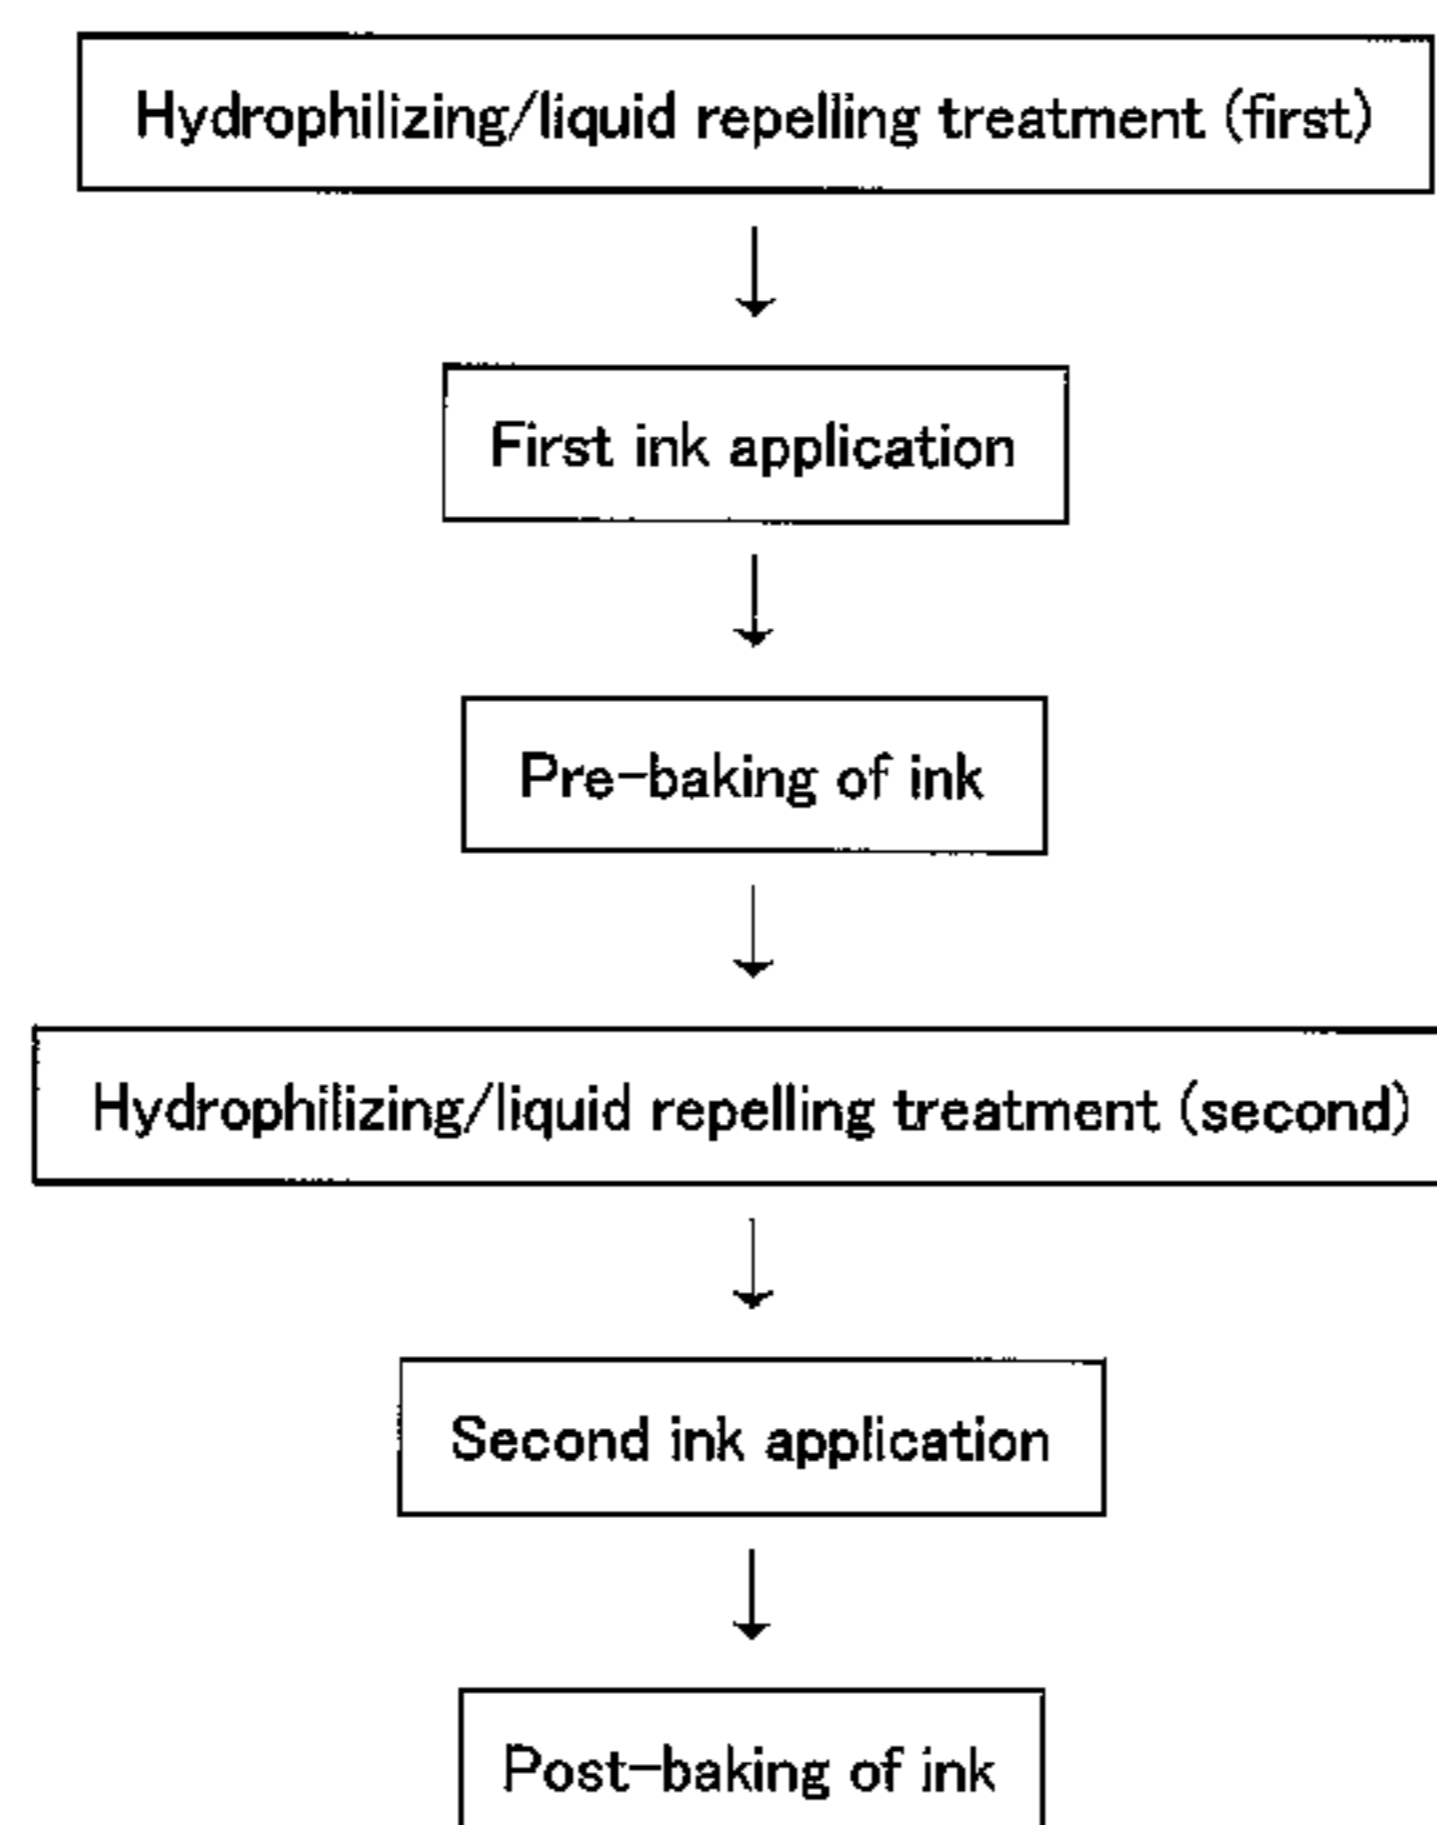 Hydrophilizing/liquid repelling treatment (first)
First ink application
Pre-baking of ink
Hydrophilizing/liquid repelling treatment (second)
Second ink application
Post-baking of ink